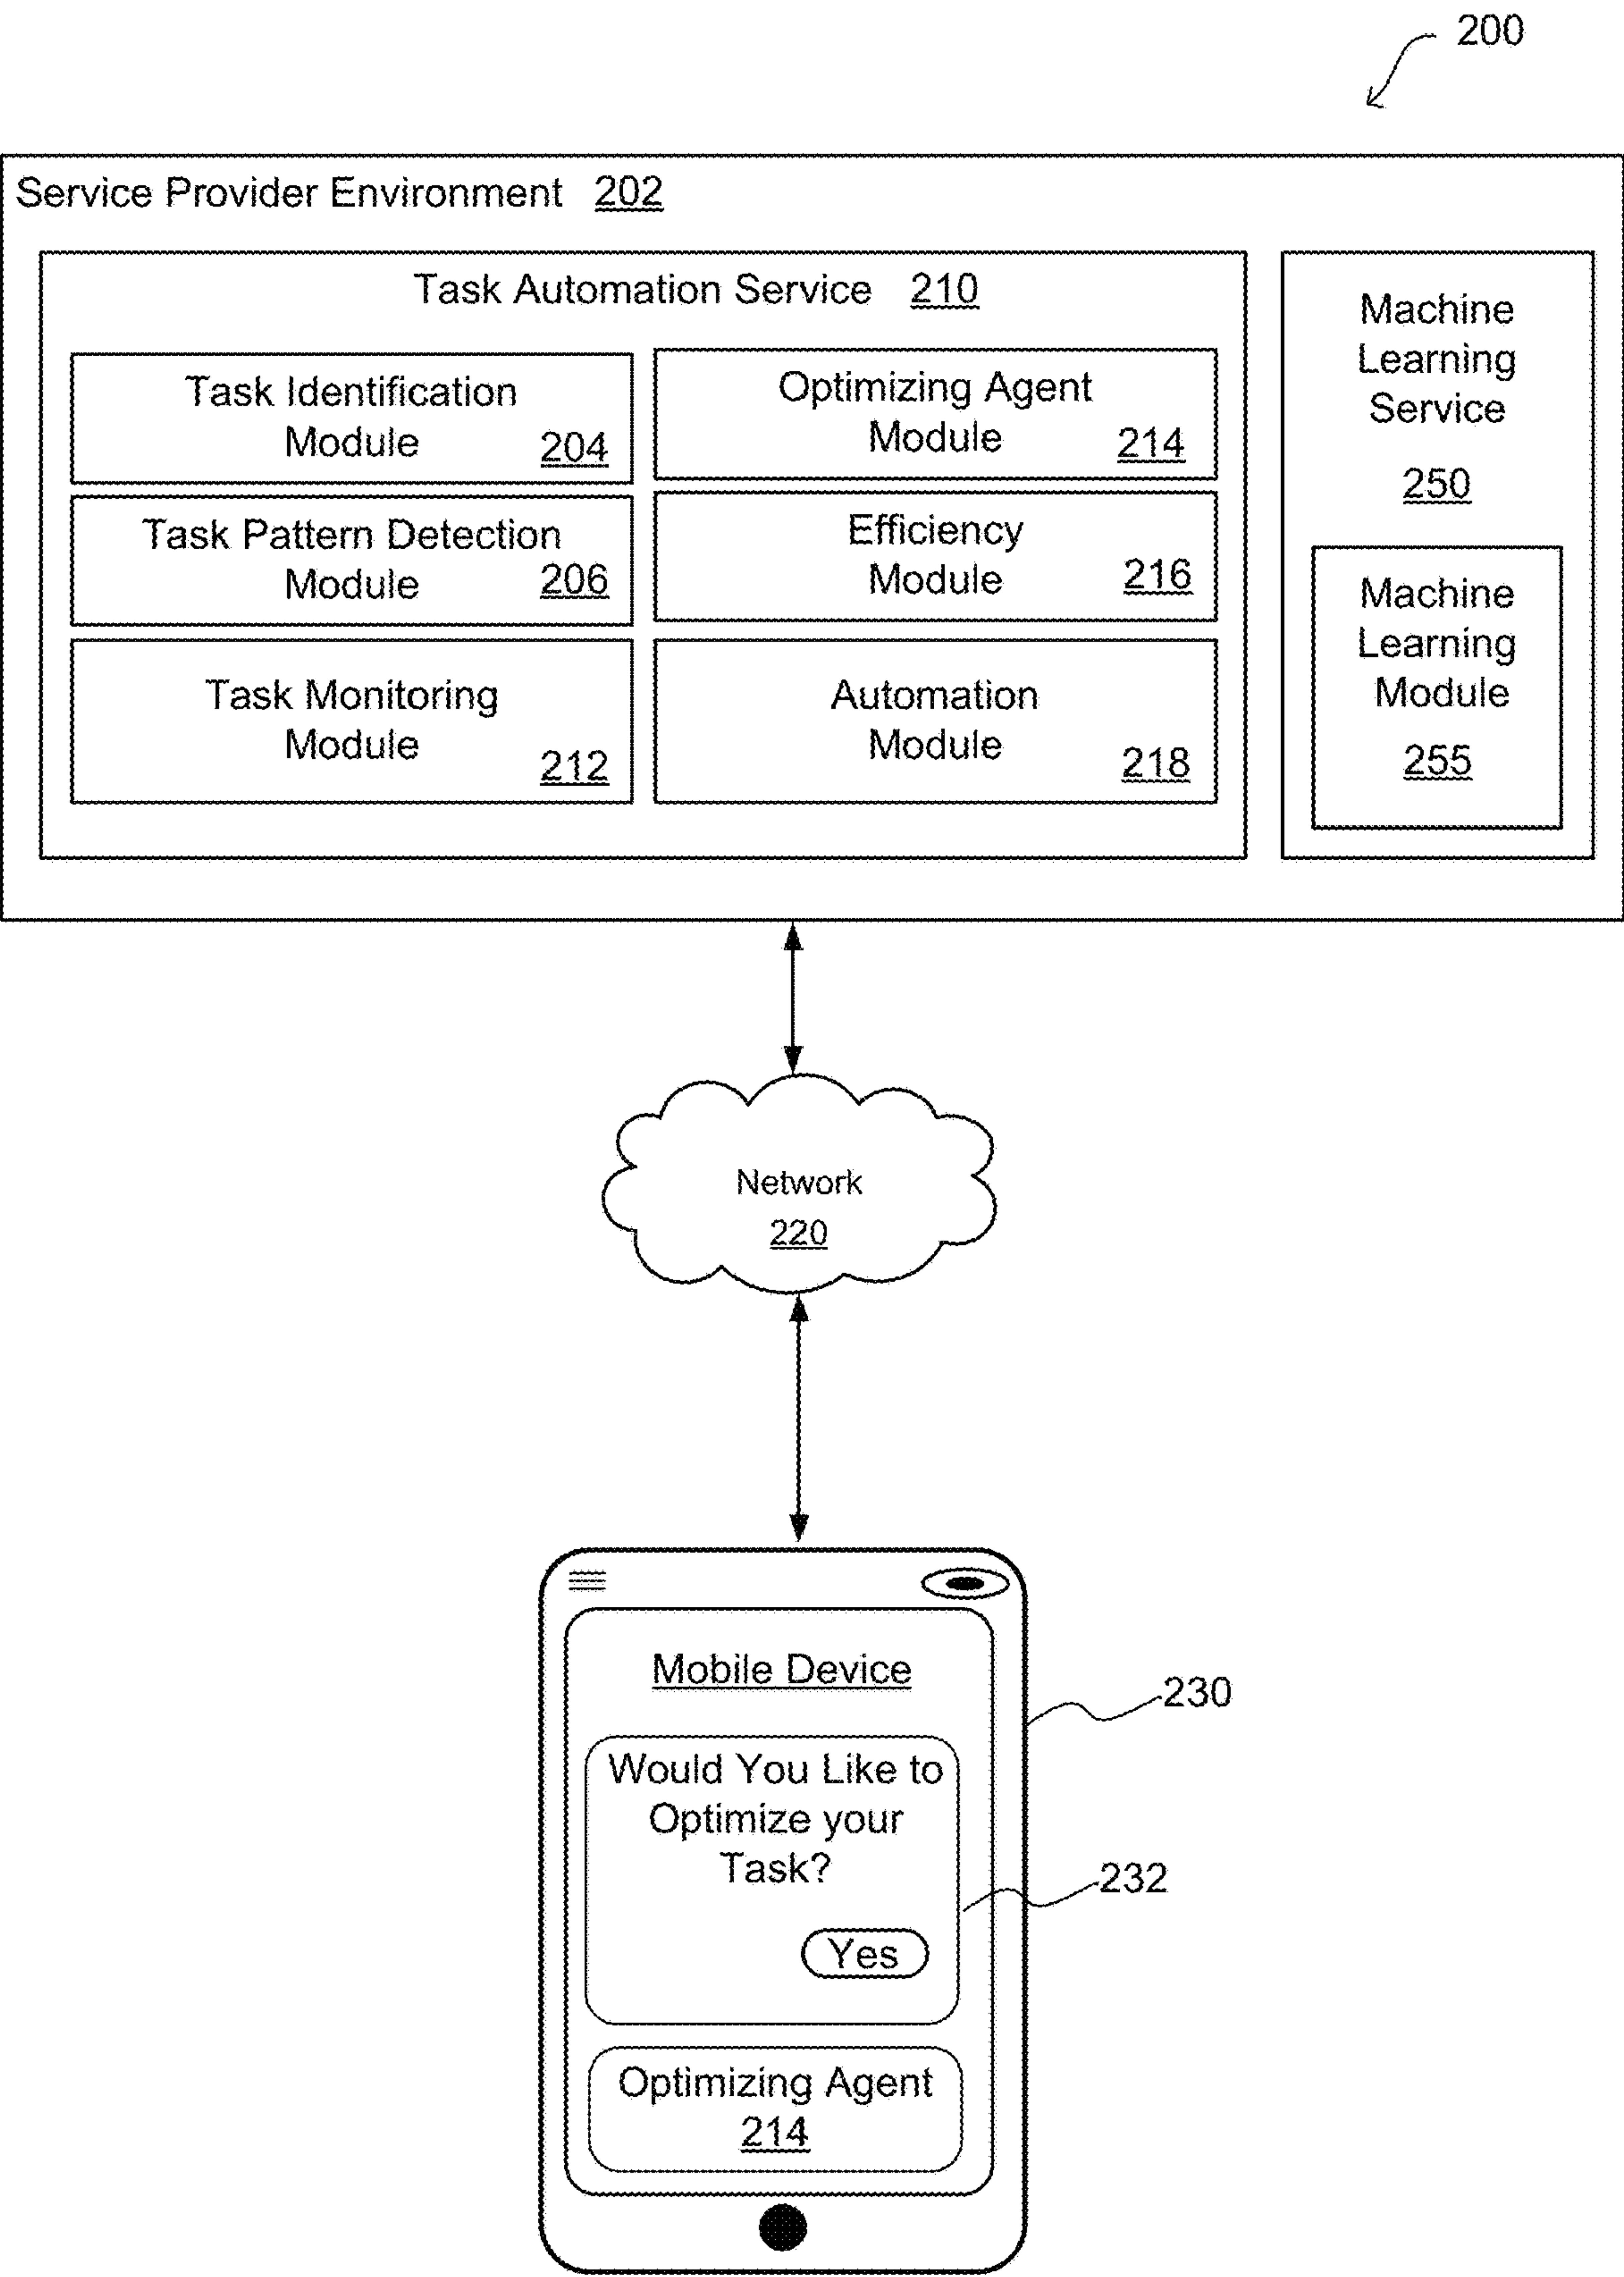 200
Service Provider Environment 202
Task Automation Service 210
Task Identification
Module 204
Optimizing Agent
Module 214
Task Pattern Detection
Module 206
Efficiency
Module 216
Task Monitoring
Module 212
Automation
Module 218
Machine
Learning
Service
250
Machine
Learning
Module
255
Network
220
Mobile Device
230
Would You Like to
Optimize your
Task?
232
Yes
Optimizing Agent
214